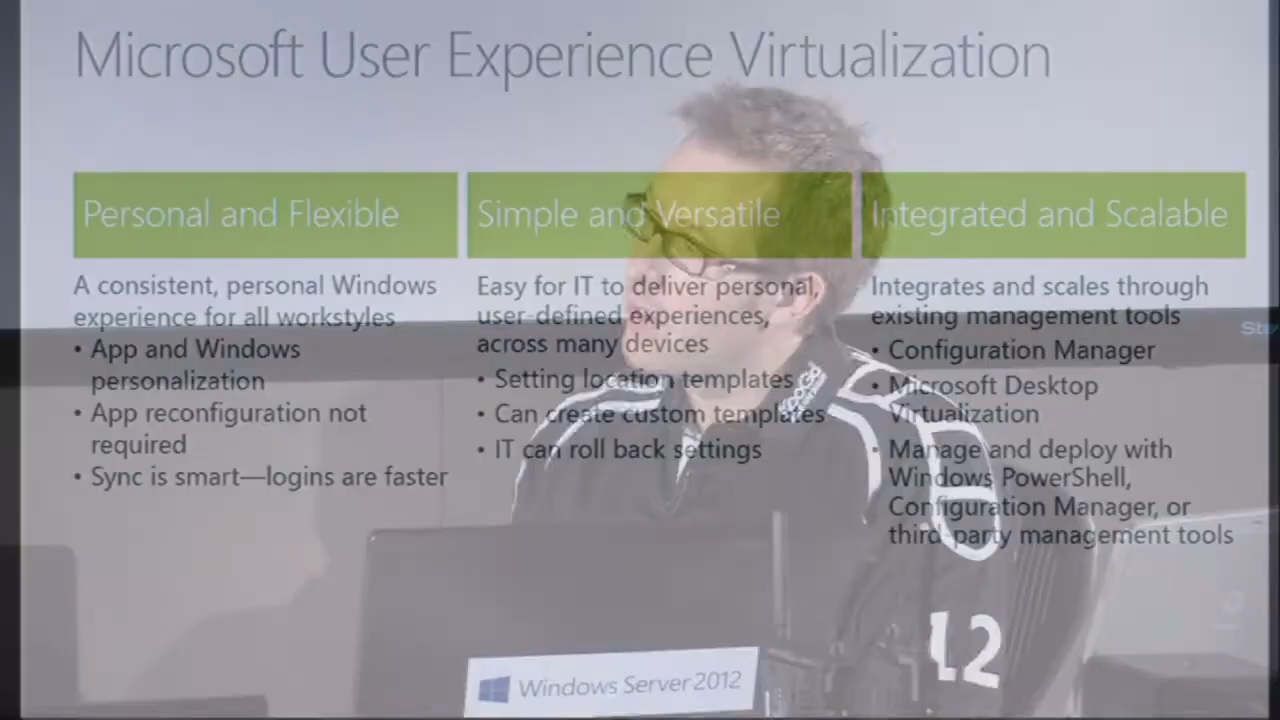 Microsoft User Experience Virtualization
Personal and Flexible
A consistent, personal Windows
experience for all workstyles
• App and Windows
personalization
• App reconfiguration not
required
• Sync is smart—logins are faster
Simple and Versatile
Easy for IT to deliver personal,
user-defined experiences,
across many devices
• Setting location templates
• Can create custom templates
• IT can roll back settings
Integrated and Scalable
Integrates and scales through
existing management tools
• Configuration Manager
• Microsoft Desktop
Virtualization
• Manage and deploy with
Windows PowerShell,
Configuration Manager, or
third-party management tools
12
Windows Server 2012